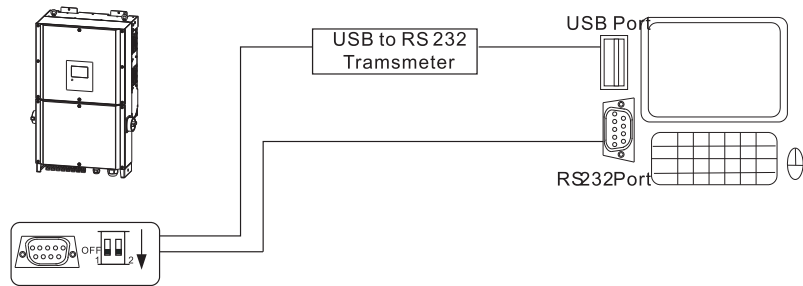 USB Port
USB to RS 232
Tramsmeter
RS232Port
OFF
1 2